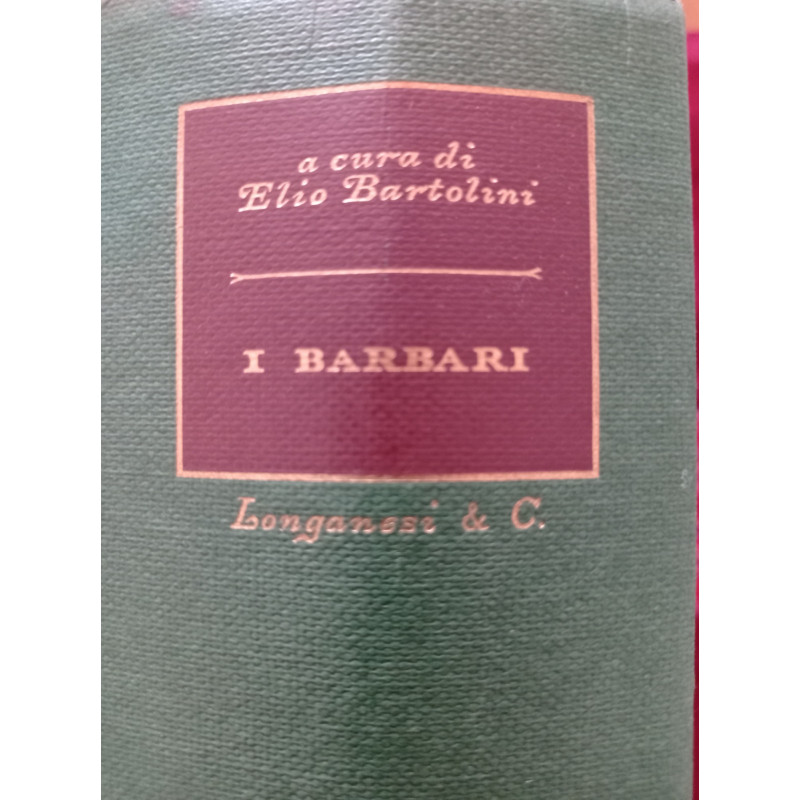 a cura di
Elio Bartolini
I BARBARI
Longanesi & C.